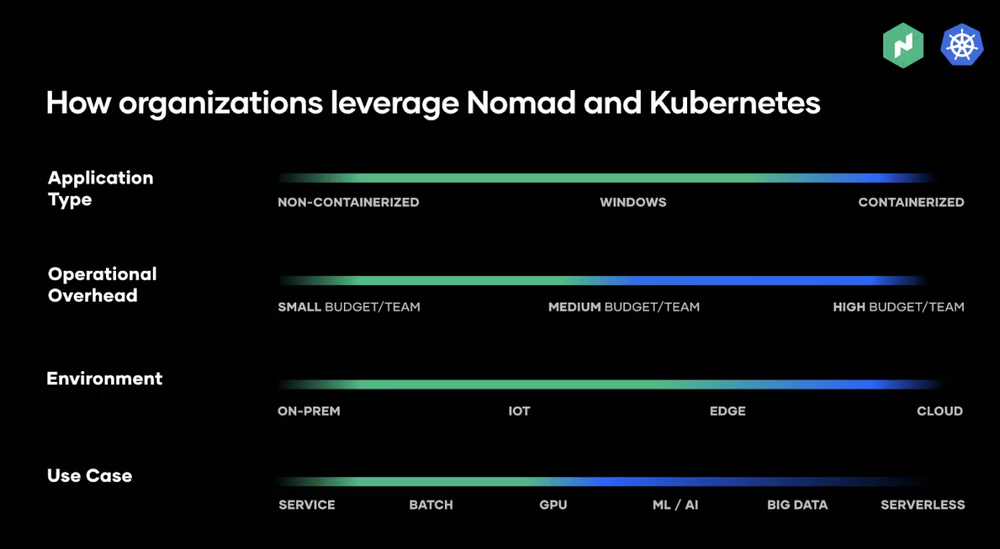 How organizations leverage Nomad and Kubernetes
Application
Type
NON-CONTAINERIZED WINDOWS CONTAINERIZED
Operational
Overhead
SMALL BUDGET/TEAM MEDIUM BUDGET/TEAM HIGH BUDGET/TEAM
Environment
ON-PREM IOT EDGE CLOUD
Use Case
SERVICE BATCH GPU ML / AI BIG DATA SERVERLESS